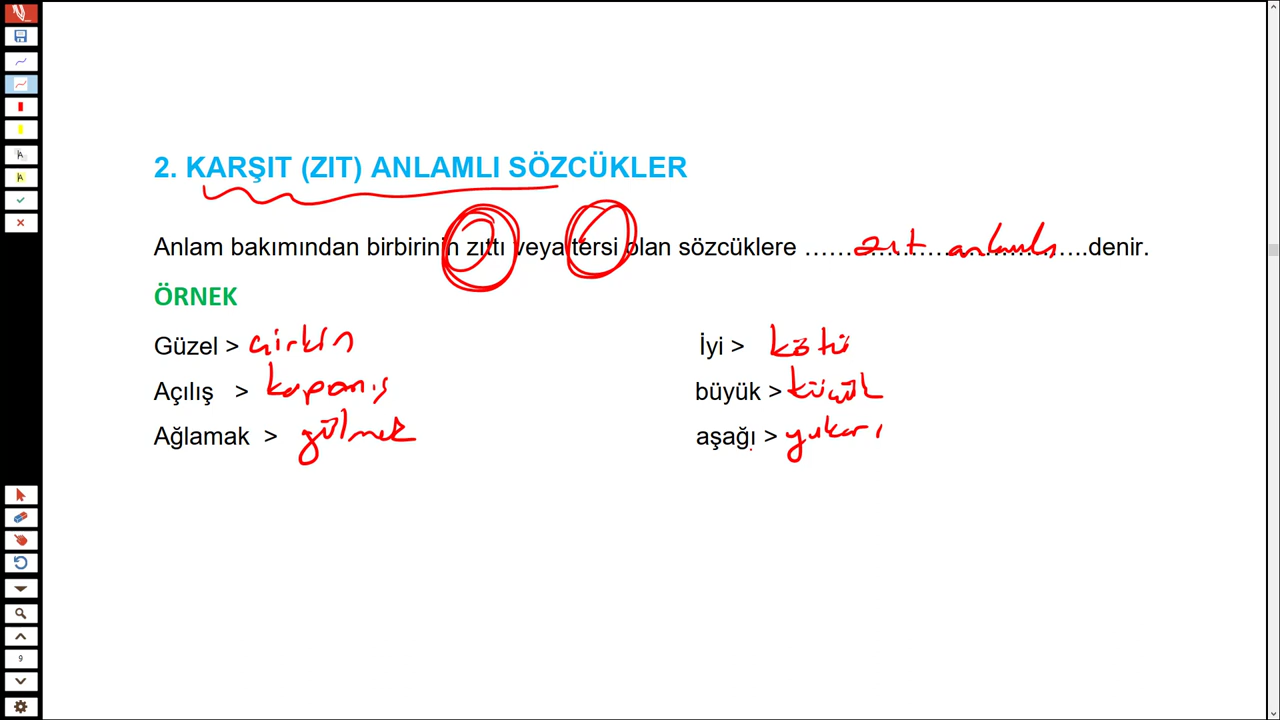 2. KARŞIT (ZIT) ANLAMLI SÖZCÜKLER
Anlam bakımından birbirinin zıttı veya tersi olan sözcüklere ……zıt anlamlı…..denir.
ÖRNEK
Güzel > çirkin İyi > kötü
Açılış > kapanış büyük > küçük
Ağlamak > gülmek aşağı > yukarı
9